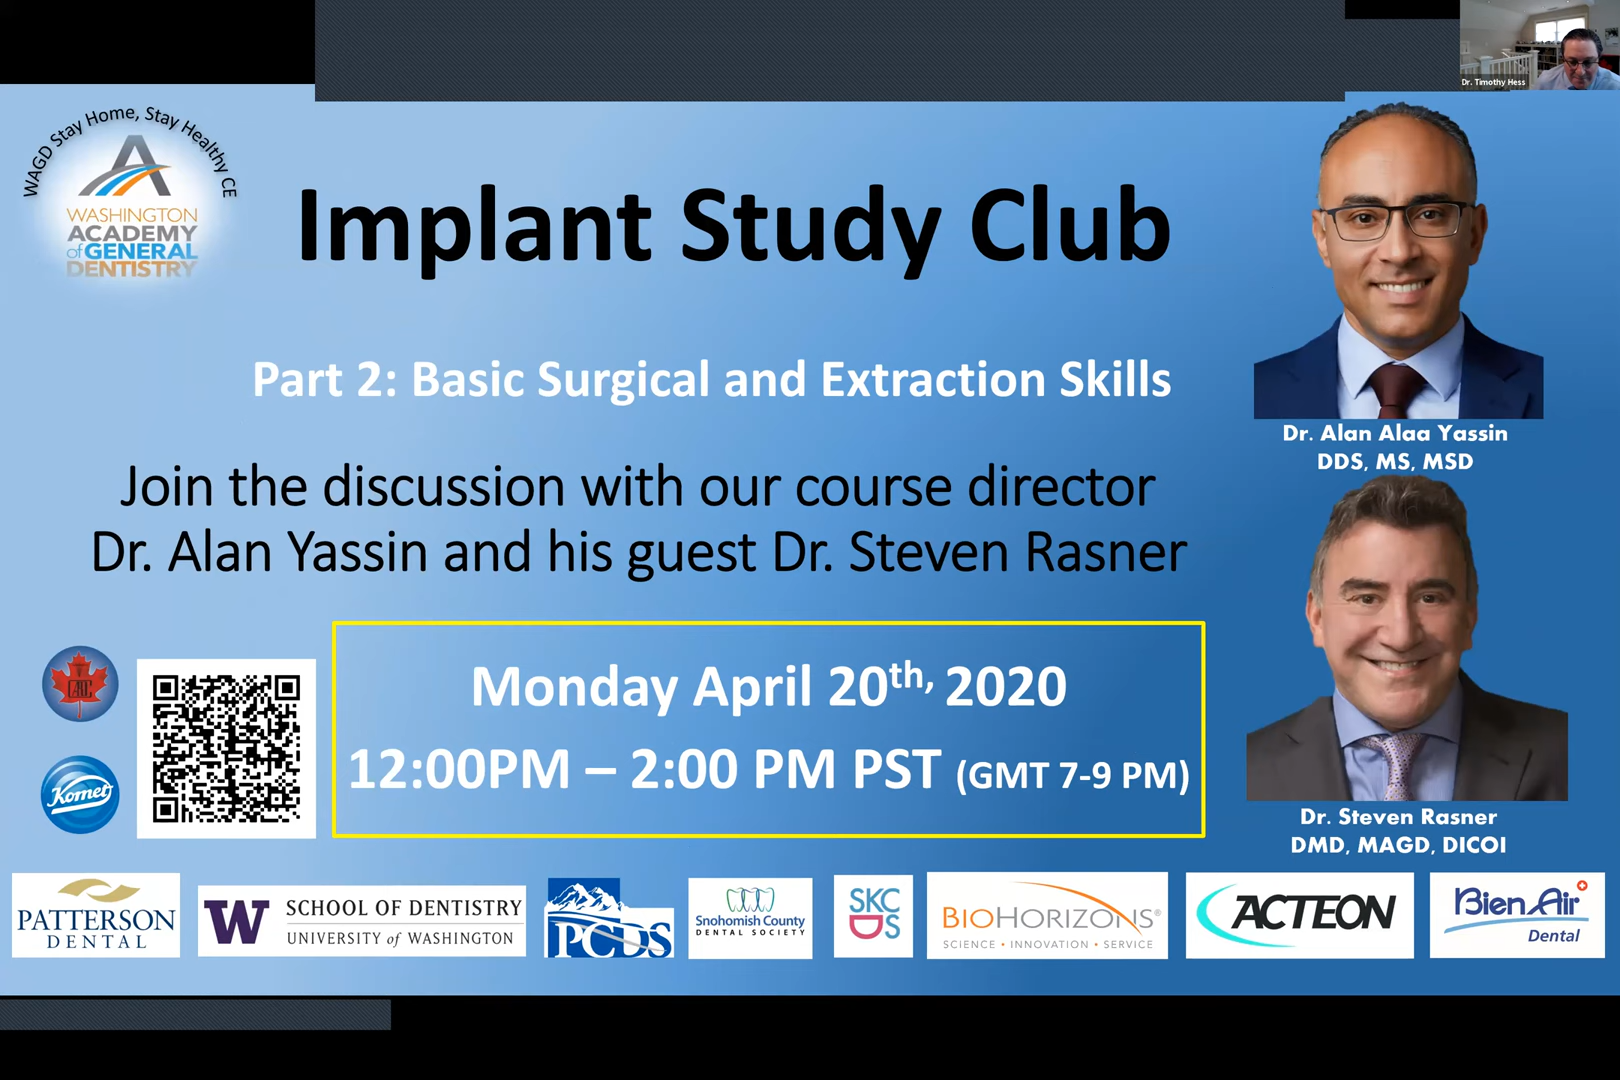 Dr. Timothy Hess
WAGD Stay Home, Stay Healthy CE
WASHINGTON
ACADEMY
of GENERAL
DENTISTRY
Implant Study Club
Part 2: Basic Surgical and Extraction Skills
Join the discussion with our course director
Dr. Alan Yassin and his guest Dr. Steven Rasner
Dr. Alan Alaa Yassin
DDS, MS, MSD
Monday April 20th, 2020
12:00PM – 2:00 PM PST (GMT 7-9 PM)
Dr. Steven Rasner
DMD, MAGD, DICOI
Komet
PATTERSON
DENTAL
W
SCHOOL OF DENTISTRY
UNIVERSITY of WASHINGTON
PCDS
Snohomish County
DENTAL SOCIETY
SKC
DS
BIOHORIZONS®
SCIENCE • INNOVATION • SERVICE
ACTEON
Bien Air
Dental